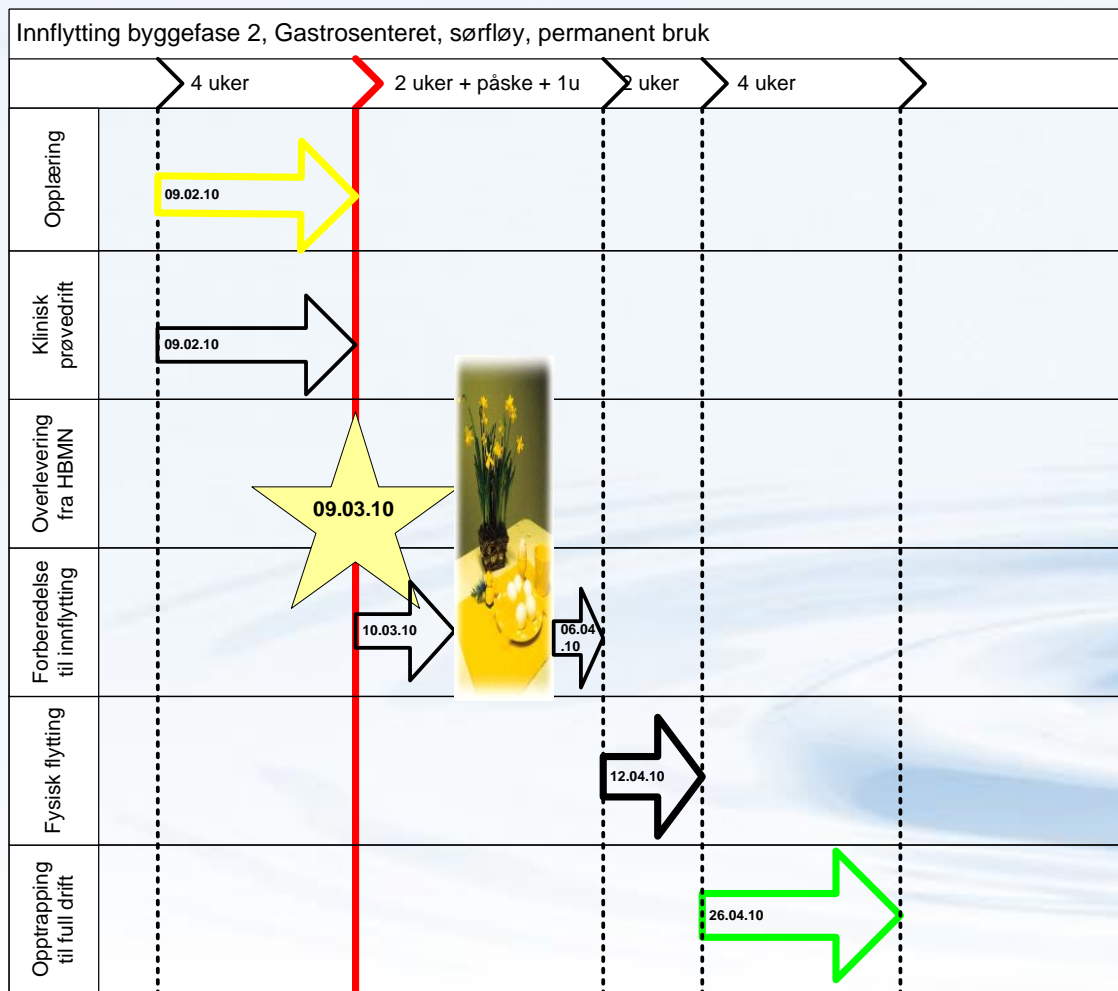 Innflytting byggefase 2, Gastrosenteret, sørfløy, permanent bruk
4 uker
2 uker + påske + 1u
2 uker
4 uker
Opplæring
09.02.10
Klinisk
prøvedrift
09.02.10
Overlevering
fra HBMN
09.03.10
Forberedelse
til innflytting
10.03.10
06.04
.10
Fysisk flytting
12.04.10
Opptrapping
til full drift
26.04.10